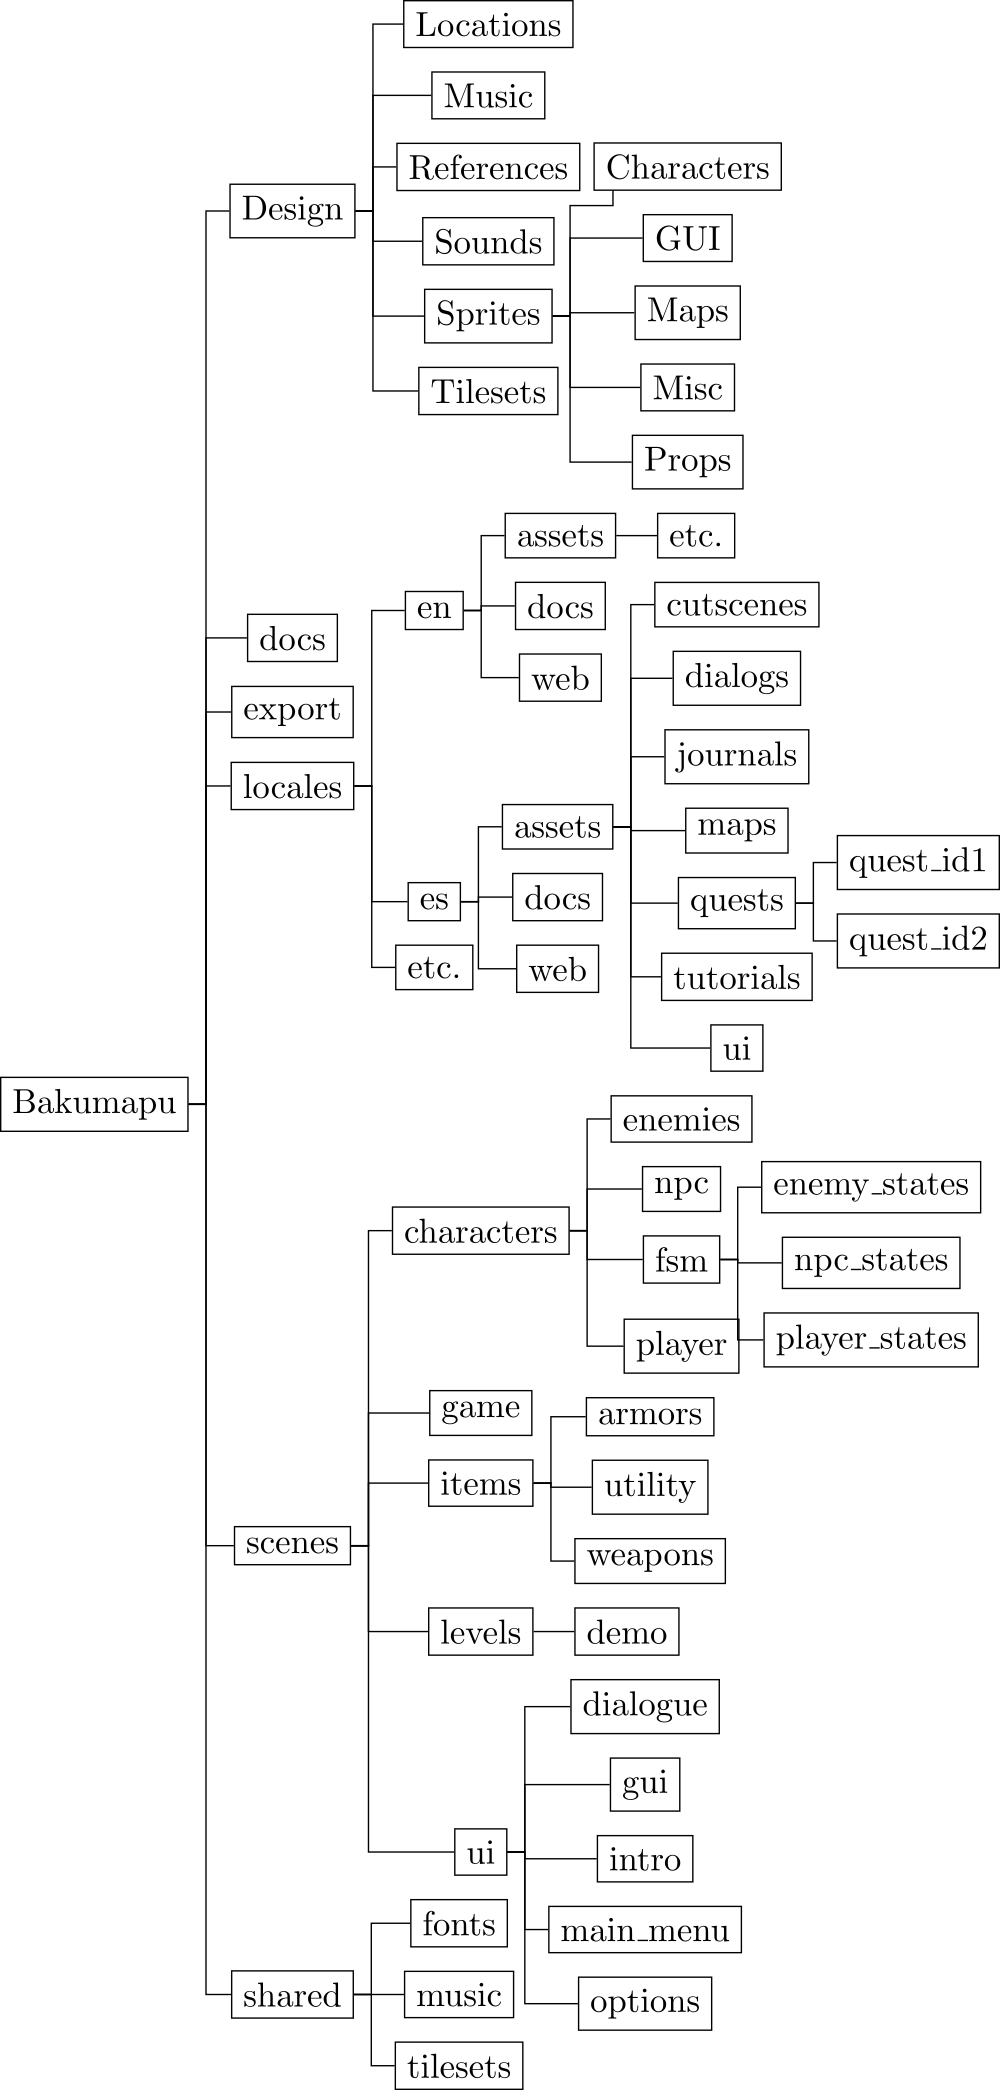 Locations
Music
References
Characters
Design
Sounds
GUI
Sprites
Maps
Tilesets
Misc
Props
assets
etc.
en
docs
cutscenes
docs
web
dialogs
export
journals
locales
assets
maps
quest_id1
es
docs
quests
quest_id2
etc.
web
tutorials
ui
Bakumapu
enemies
npc
enemy_states
characters
fsm
npc_states
player
player_states
game
armors
items
utility
scenes
weapons
levels
demo
dialogue
gui
ui
intro
fonts
main_menu
shared
music
options
tilesets